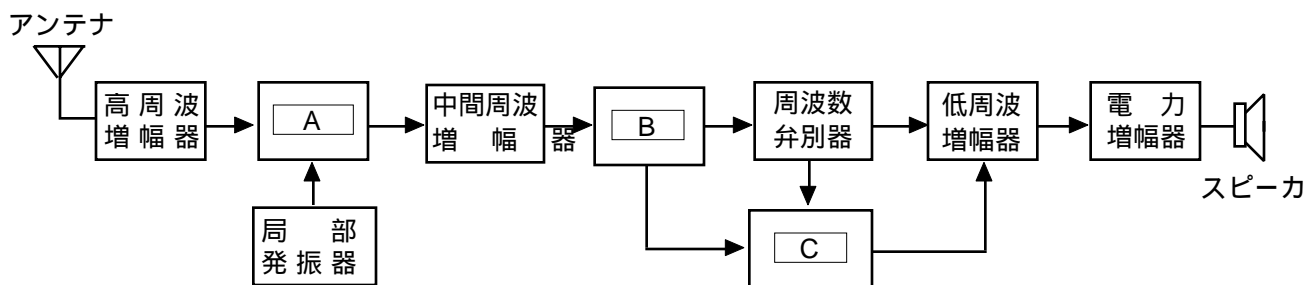 アンテナ
高周波
増幅器
A
局部
発振器
中間周波
増幅器
B
周波数
弁別器
C
低周波
増幅器
電力
増幅器
スピーカ